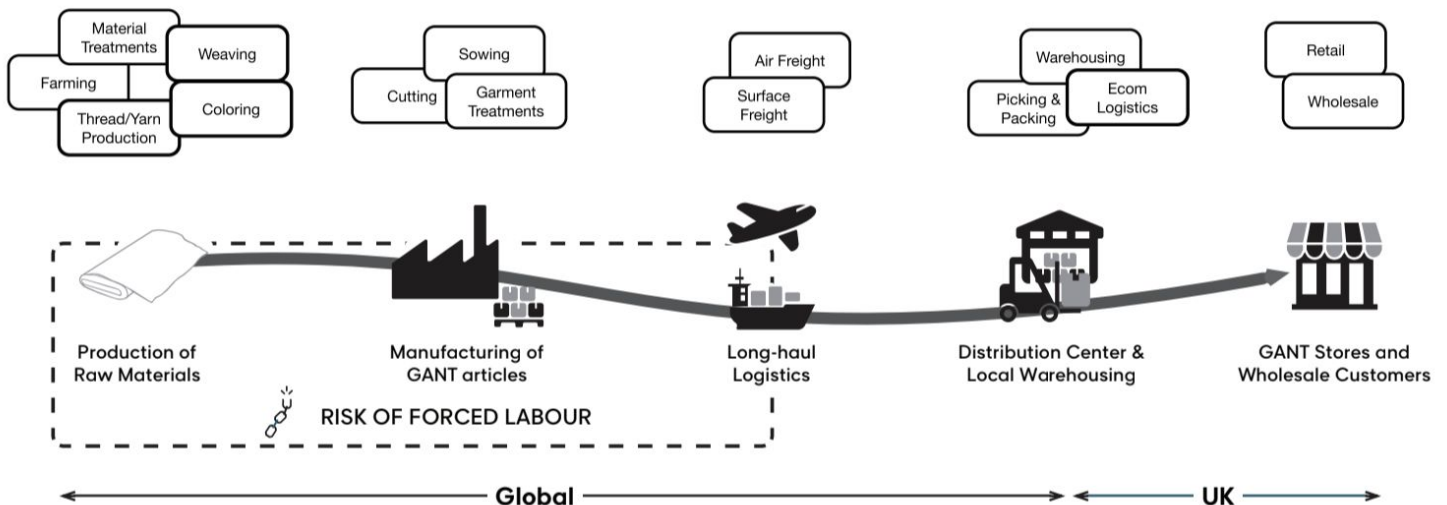 Material
Treatments
Weaving
Farming
Thread/Yarn
Production
Coloring
Sowing
Cutting
Garment
Treatments
Air Freight
Surface
Freight
Warehousing
Picking &
Packing
Ecom
Logistics
Retail
Wholesale
Production of
Raw Materials
Manufacturing of
GANT articles
Long-haul
Logistics
Distribution Center &
Local Warehousing
GANT Stores and
Wholesale Customers
RISK OF FORCED LABOUR
Global
UK